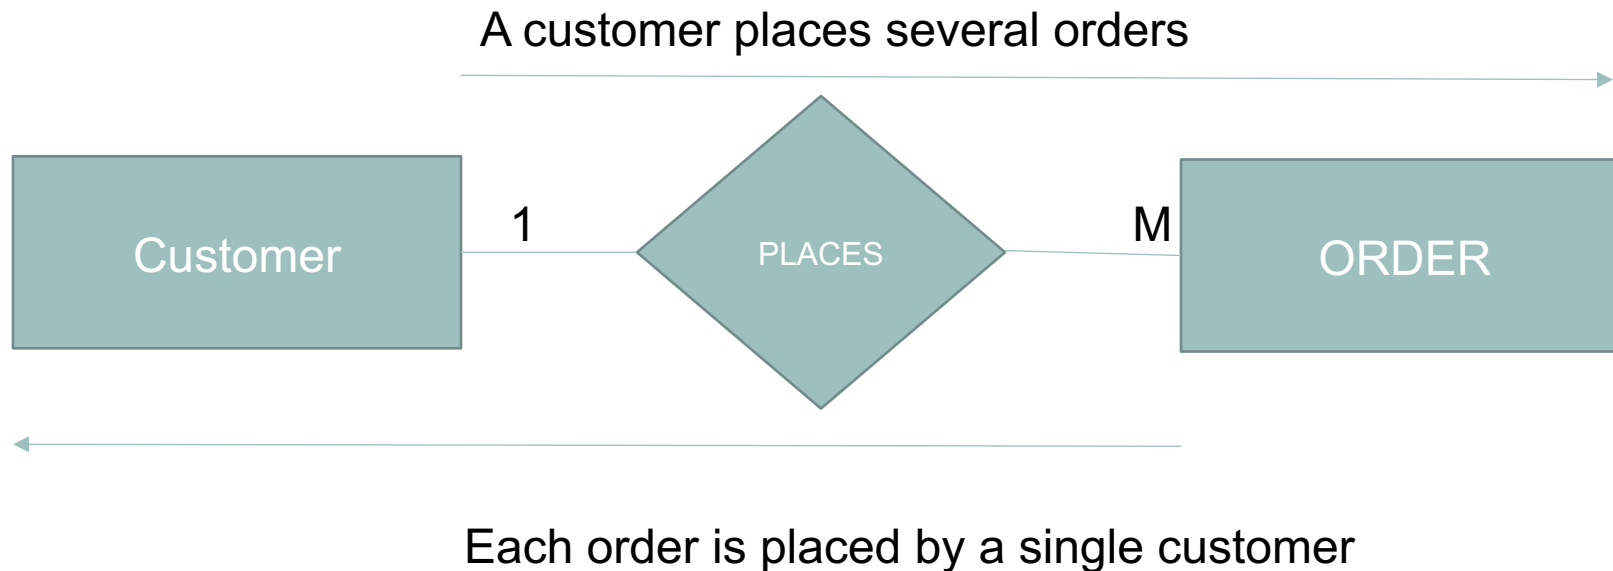 A customer places several orders
Customer
1
PLACES
M
ORDER
Each order is placed by a single customer